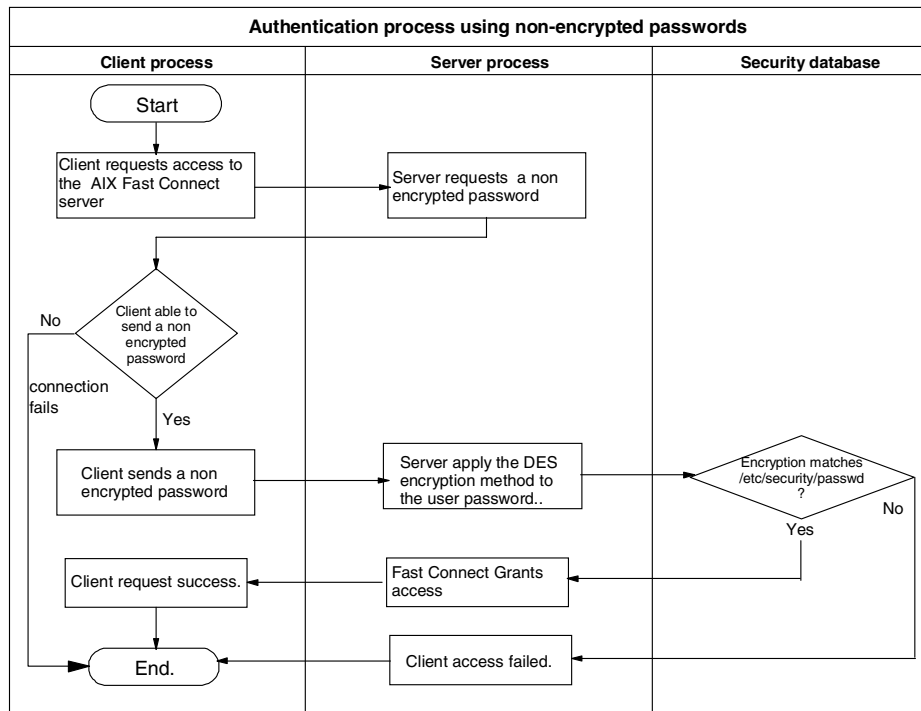 Authentication process using non-encrypted passwords
Client process
Server process
Security database
Start
Client requests access to
the AIX Fast Connect
server
Server requests a non
encrypted password
Client able to
send a non
encrypted
password
No
connection
fails
Yes
Client sends a non
encrypted password
Server apply the DES
encryption method to
the user password..
Encryption matches
/etc/security/passwd
?
No
Yes
Fast Connect Grants
access
Client request success.
Client access failed.
End.